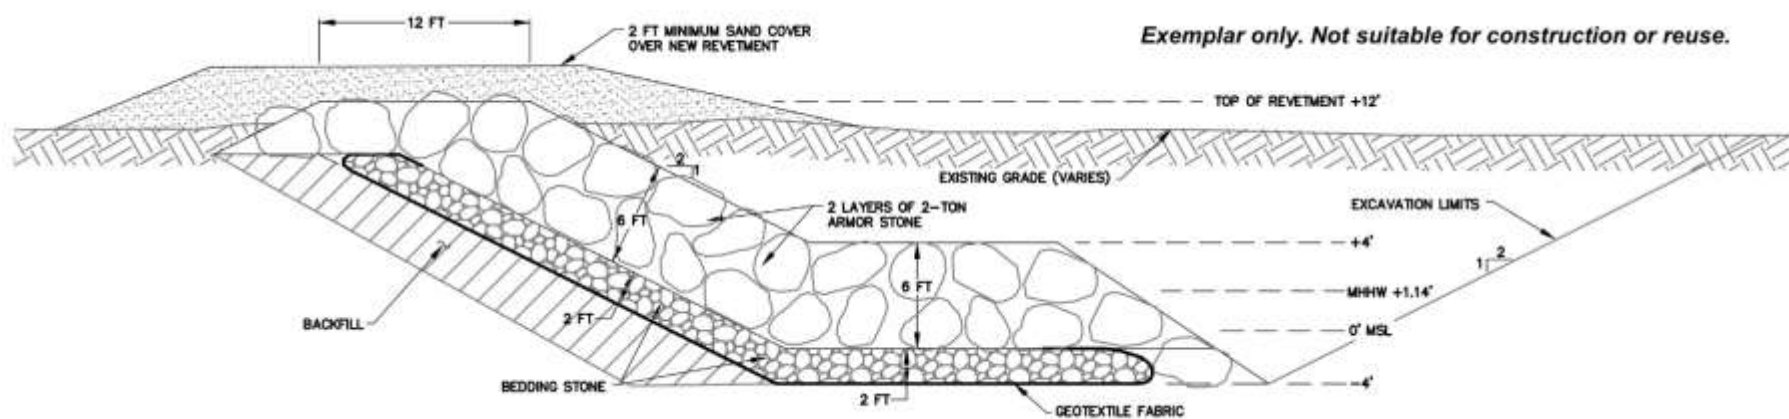 12 FT
2 FT MINIMUM SAND COVER
OVER NEW REVETMENT
Exemplar only. Not suitable for construction or reuse.
TOP OF REVETMENT +12'
2
1
EXISTING GRADE (VARIES)
6 FT
2 LAYERS OF 2-TON
ARMOR STONE
EXCAVATION LIMITS
+4'
2
1
6 FT
MHHW +1.14'
2 FT
BACKFILL
0' MSL
BEDDING STONE
-4'
2 FT
GEOTEXTILE FABRIC